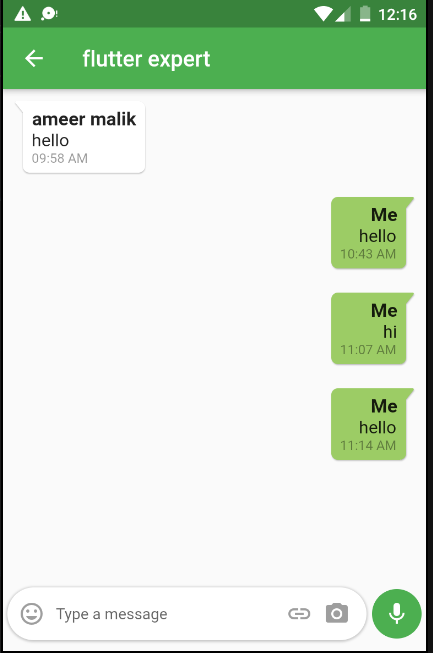 12:16
flutter expert
ameer malik
hello
09:58 AM
Me
hello
10:43 AM
Me
hi
11:07 AM
Me
hello
11:14 AM
Type a message